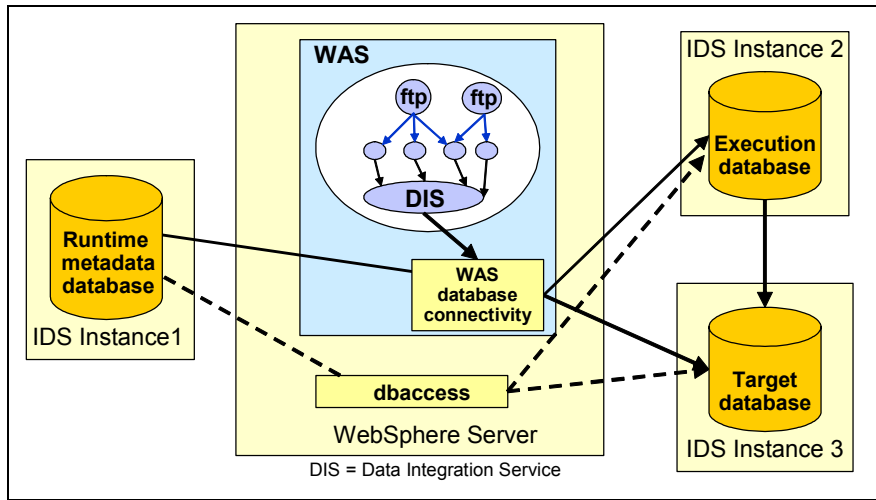 WAS
ftp
ftp
DIS
WAS
database
connectivity
dbaccess
WebSphere Server
DIS = Data Integration Service
Runtime
metadata
database
IDS Instance1
IDS Instance 2
Execution
database
Target
database
IDS Instance 3